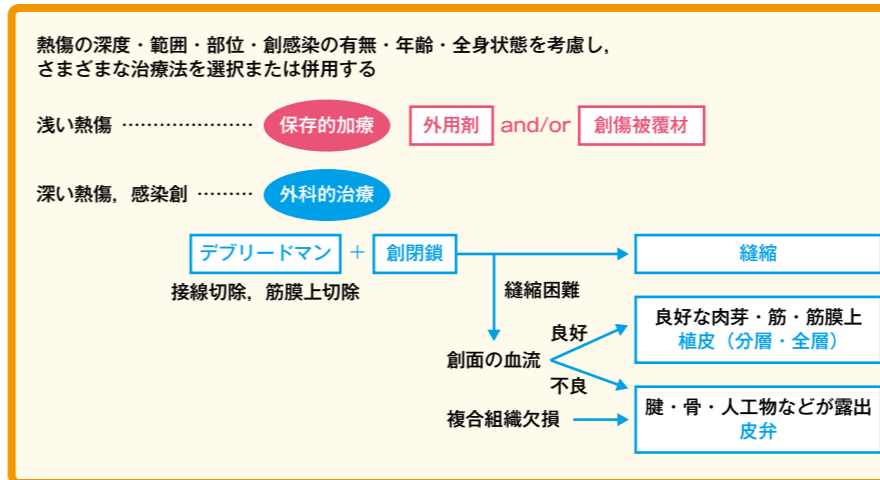 熱傷の深度・範囲・部位・創感染の有無・年齢・全身状態を考慮し，
さまざまな治療法を選択または併用する
浅い熱傷 ………………… 保存的加療 外用剤 and/or 創傷被覆材
深い熱傷，感染創 ……… 外科的治療
デブリードマン + 創閉鎖 縫縮
接線切除，筋膜上切除
縫縮困難
良好な肉芽・筋・筋膜上
植皮（分層・全層）
良好
創面の血流
不良
腱・骨・人工物などが露出
皮弁
複合組織欠損